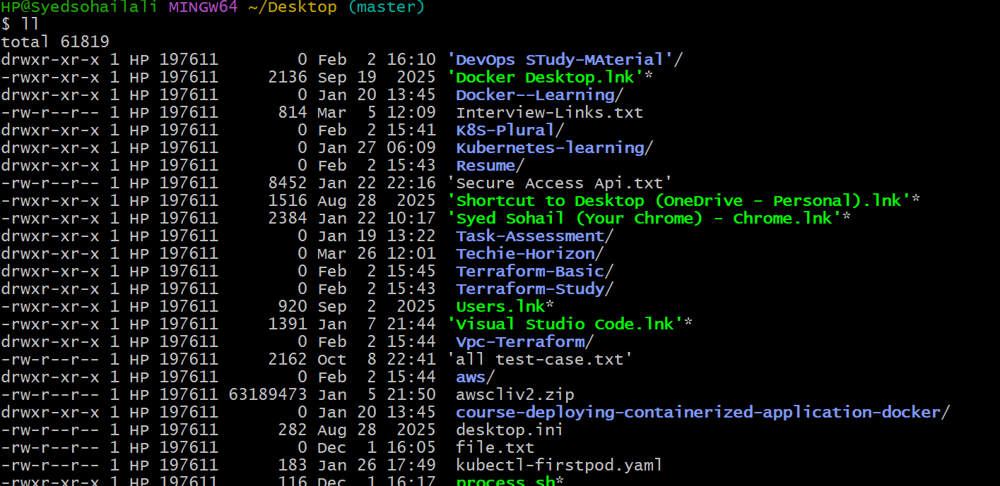 HP@Syedsohailali MINGW64 ~/Desktop (master)
$ ll
total 61819
drwxr-xr-x 1 HP 197611        0 Feb  2 16:10 'DevOps STudy-MAterial'/
-rwxr-xr-x 1 HP 197611     2136 Sep 19  2025 'Docker Desktop.lnk'*
drwxr-xr-x 1 HP 197611        0 Jan 20 13:45  Docker--Learning/
-rw-r--r-- 1 HP 197611      814 Mar  5 12:09  Interview-Links.txt
drwxr-xr-x 1 HP 197611        0 Feb  2 15:41  K8S-Plural/
drwxr-xr-x 1 HP 197611        0 Jan 27 06:09  Kubernetes-learning/
drwxr-xr-x 1 HP 197611        0 Feb  2 15:43  Resume/
-rw-r--r-- 1 HP 197611     8452 Jan 22 22:16 'Secure Access Api.txt'
-rwxr-xr-x 1 HP 197611     1516 Aug 28  2025 'Shortcut to Desktop (OneDrive - Personal).lnk'*
-rwxr-xr-x 1 HP 197611     2384 Jan 22 10:17 'Syed Sohail (Your Chrome) - Chrome.lnk'*
drwxr-xr-x 1 HP 197611        0 Jan 19 13:22  Task-Assessment/
drwxr-xr-x 1 HP 197611        0 Mar 26 12:01  Techie-Horizon/
drwxr-xr-x 1 HP 197611        0 Feb  2 15:45  Terraform-Basic/
drwxr-xr-x 1 HP 197611        0 Feb  2 15:43  Terraform-Study/
-rwxr-xr-x 1 HP 197611      920 Sep  2  2025  Users.lnk*
-rwxr-xr-x 1 HP 197611     1391 Jan  7 21:44 'Visual Studio Code.lnk'*
drwxr-xr-x 1 HP 197611        0 Feb  2 15:44  Vpc-Terraform/
-rw-r--r-- 1 HP 197611     2162 Oct  8 22:41 'all test-case.txt'
drwxr-xr-x 1 HP 197611        0 Feb  2 15:44  aws/
-rw-r--r-- 1 HP 197611 63189473 Jan  5 21:50  awscliv2.zip
drwxr-xr-x 1 HP 197611        0 Jan 20 13:45  course-deploying-containerized-application-docker/
-rw-r--r-- 1 HP 197611      282 Aug 28  2025  desktop.ini
-rw-r--r-- 1 HP 197611        0 Dec  1 16:05  file.txt
-rw-r--r-- 1 HP 197611      183 Jan 26 17:49  kubectl-firstpod.yaml
-rwxr-xr-x 1 HP 197611      116 Dec  1 16:17  process.sh*